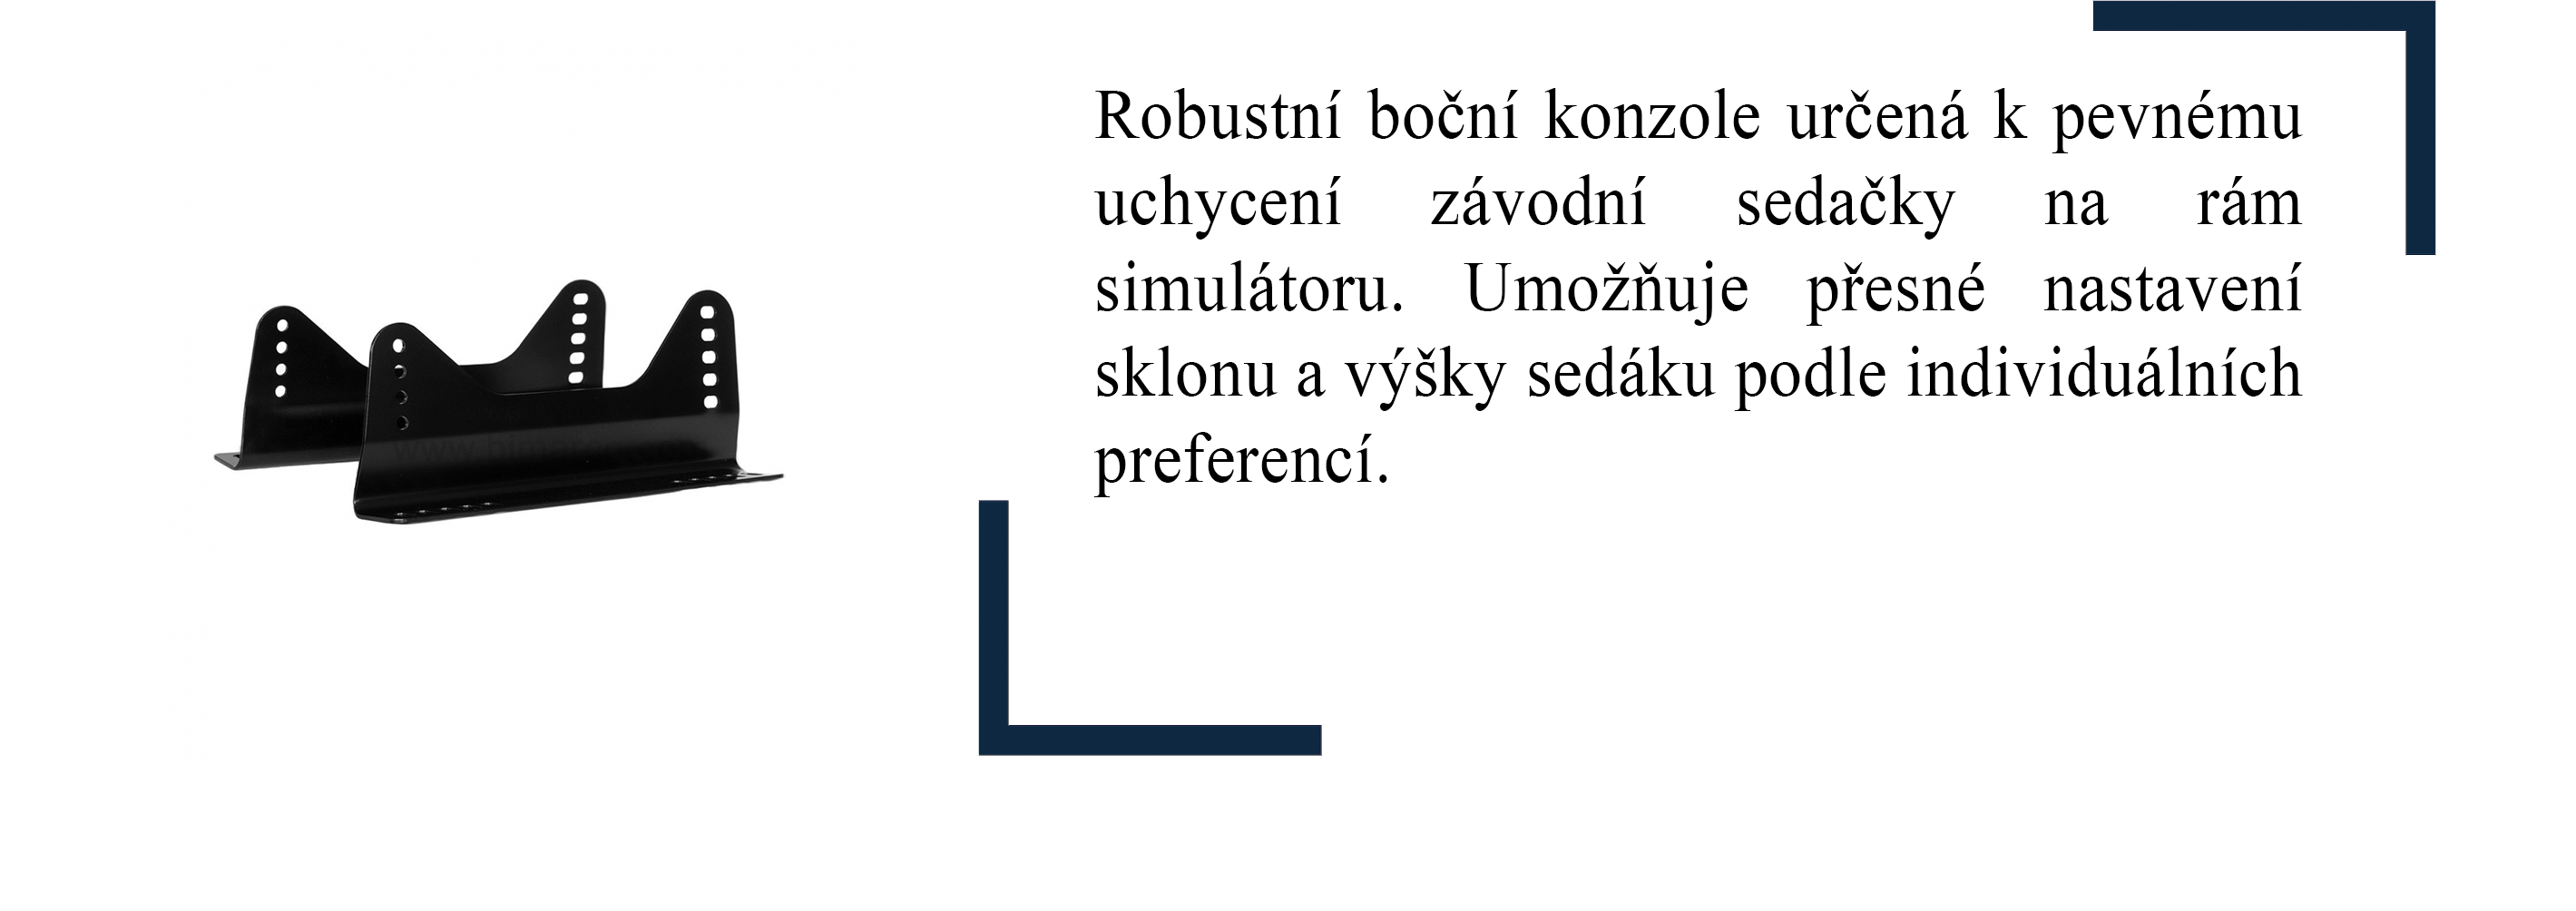 Robustní boční konzole určená k pevnému
uchycení závodní sedačky na rám
simulátoru. Umožňuje přesné nastavení
sklonu a výšky sedáku podle individuálních
preferencí.